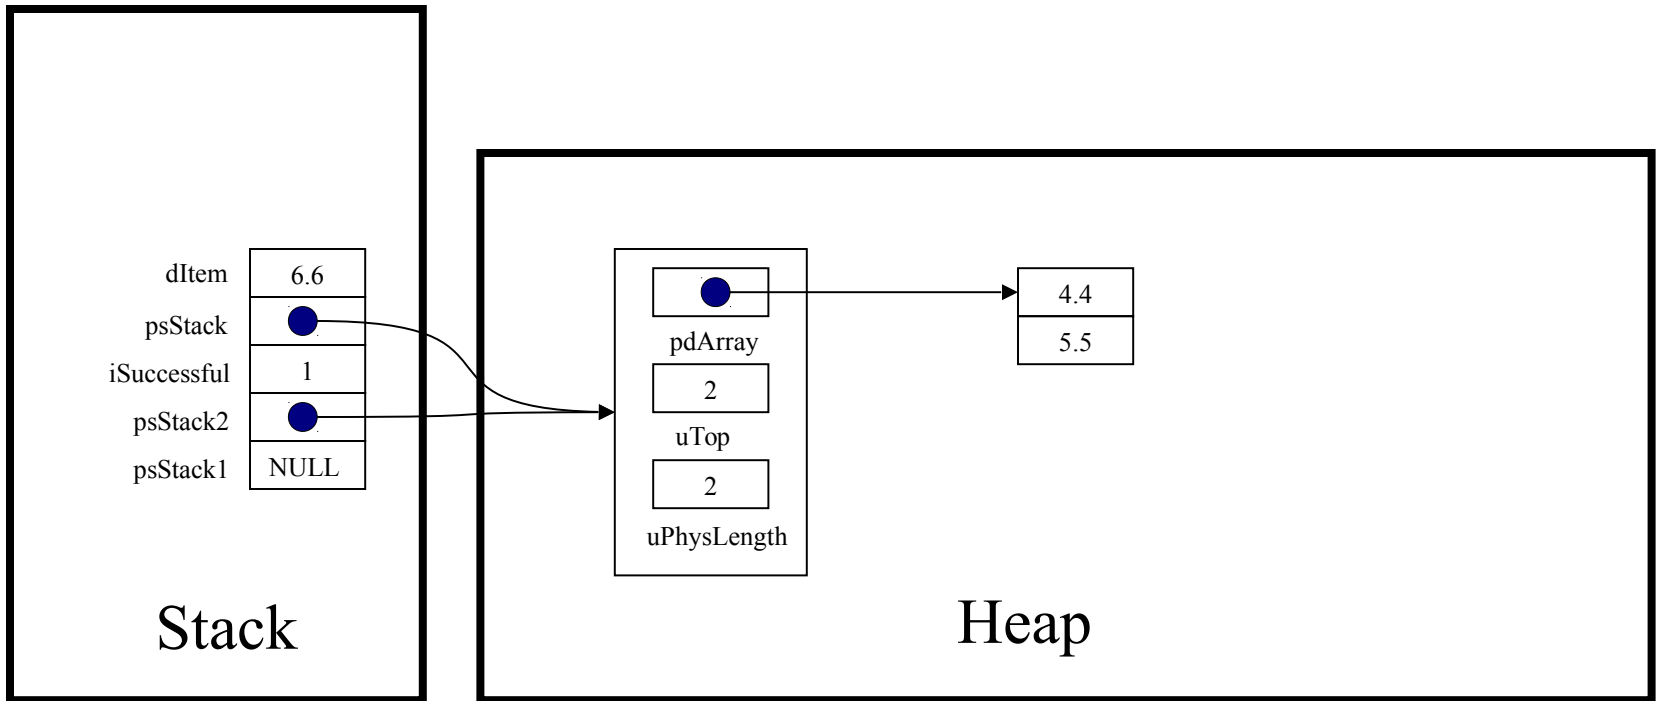 dItem 6.6
psStack
iSuccessful 1
psStack2
psStack1 NULL
Stack
pdArray
2
uTop
2
uPhysLength
4.4
5.5
Heap